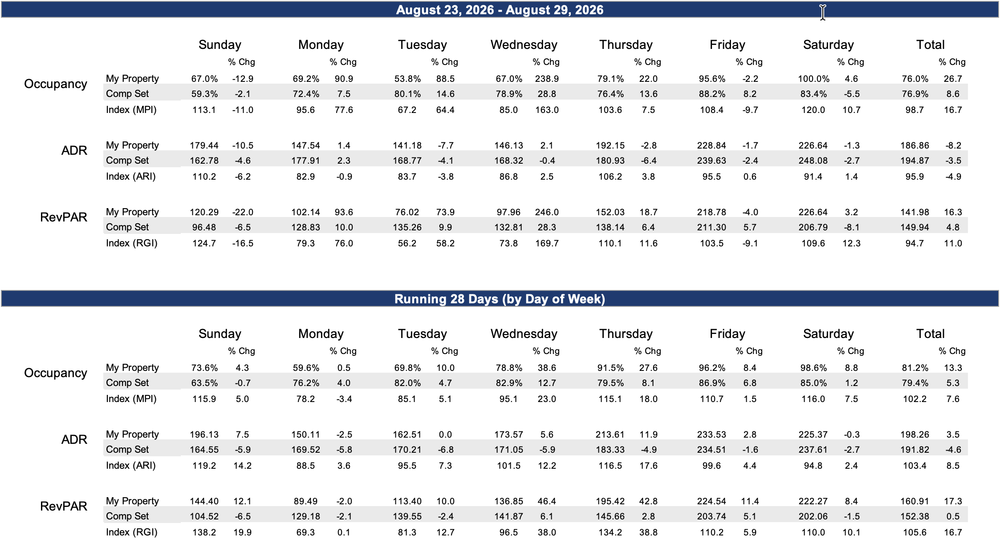 August 23, 2026 - August 29, 2026
Sunday Monday Tuesday Wednesday Thursday Friday Saturday Total
% Chg % Chg % Chg % Chg % Chg % Chg % Chg % Chg
Occupancy
My Property 67.0% -12.9 69.2% 90.9 53.8% 88.5 67.0% 238.9 79.1% 22.0 95.6% -2.2 100.0% 4.6 76.0% 26.7
Comp Set 59.3% -2.1 72.4% 7.5 80.1% 14.6 78.9% 28.8 76.4% 13.6 88.2% 8.2 83.4% -5.5 76.9% 8.6
Index (MPI) 113.1 -11.0 95.6 77.6 67.2 64.4 85.0 163.0 103.6 7.5 108.4 -9.7 120.0 10.7 98.7 16.7
ADR
My Property 179.44 -10.5 147.54 1.4 141.18 -7.7 146.13 2.1 192.15 -2.8 228.84 -1.7 226.64 -1.3 186.86 -8.2
Comp Set 162.78 -4.6 177.91 2.3 168.77 -4.1 168.32 -0.4 180.93 -6.4 239.63 -2.4 248.08 -2.7 194.87 -3.5
Index (ARI) 110.2 -6.2 82.9 -0.9 83.7 -3.8 86.8 2.5 106.2 3.8 95.5 0.6 91.4 1.4 95.9 -4.9
RevPAR
My Property 120.29 -22.0 102.14 93.6 76.02 73.9 97.96 246.0 152.03 18.7 218.78 -4.0 226.64 3.2 141.98 16.3
Comp Set 96.48 -6.5 128.83 10.0 135.26 9.9 132.81 28.3 138.14 6.4 211.30 5.7 206.79 -8.1 149.94 4.8
Index (RGI) 124.7 -16.5 79.3 76.0 56.2 58.2 73.8 169.7 110.1 11.6 103.5 -9.1 109.6 12.3 94.7 11.0
Running 28 Days (by Day of Week)
Sunday Monday Tuesday Wednesday Thursday Friday Saturday Total
% Chg % Chg % Chg % Chg % Chg % Chg % Chg % Chg
Occupancy
My Property 73.6% 4.3 59.6% 0.5 69.8% 10.0 78.8% 38.6 91.5% 27.6 96.2% 8.4 98.6% 8.8 81.2% 13.3
Comp Set 63.5% -0.7 76.2% 4.0 82.0% 4.7 82.9% 12.7 79.5% 8.1 86.9% 6.8 85.0% 1.2 79.4% 5.3
Index (MPI) 115.9 5.0 78.2 -3.4 85.1 5.1 95.1 23.0 115.1 18.0 110.7 1.5 116.0 7.5 102.2 7.6
ADR
My Property 196.13 7.5 150.11 -2.5 162.51 0.0 173.57 5.6 213.61 11.9 233.53 2.8 225.37 -0.3 198.26 3.5
Comp Set 164.55 -5.9 169.52 -5.8 170.21 -6.8 171.05 -5.9 183.33 -4.9 234.51 -1.6 237.61 -2.7 191.82 -4.6
Index (ARI) 119.2 14.2 88.5 3.6 95.5 7.3 101.5 12.2 116.5 17.6 99.6 4.4 94.8 2.4 103.4 8.5
RevPAR
My Property 144.40 12.1 89.49 -2.0 113.40 10.0 136.85 46.4 195.42 42.8 224.54 11.4 222.27 8.4 160.91 17.3
Comp Set 104.52 -6.5 129.18 -2.1 139.55 -2.4 141.87 6.1 145.66 2.8 203.74 5.1 202.06 -1.5 152.38 0.5
Index (RGI) 138.2 19.9 69.3 0.1 81.3 12.7 96.5 38.0 134.2 38.8 110.2 5.9 110.0 10.1 105.6 16.7